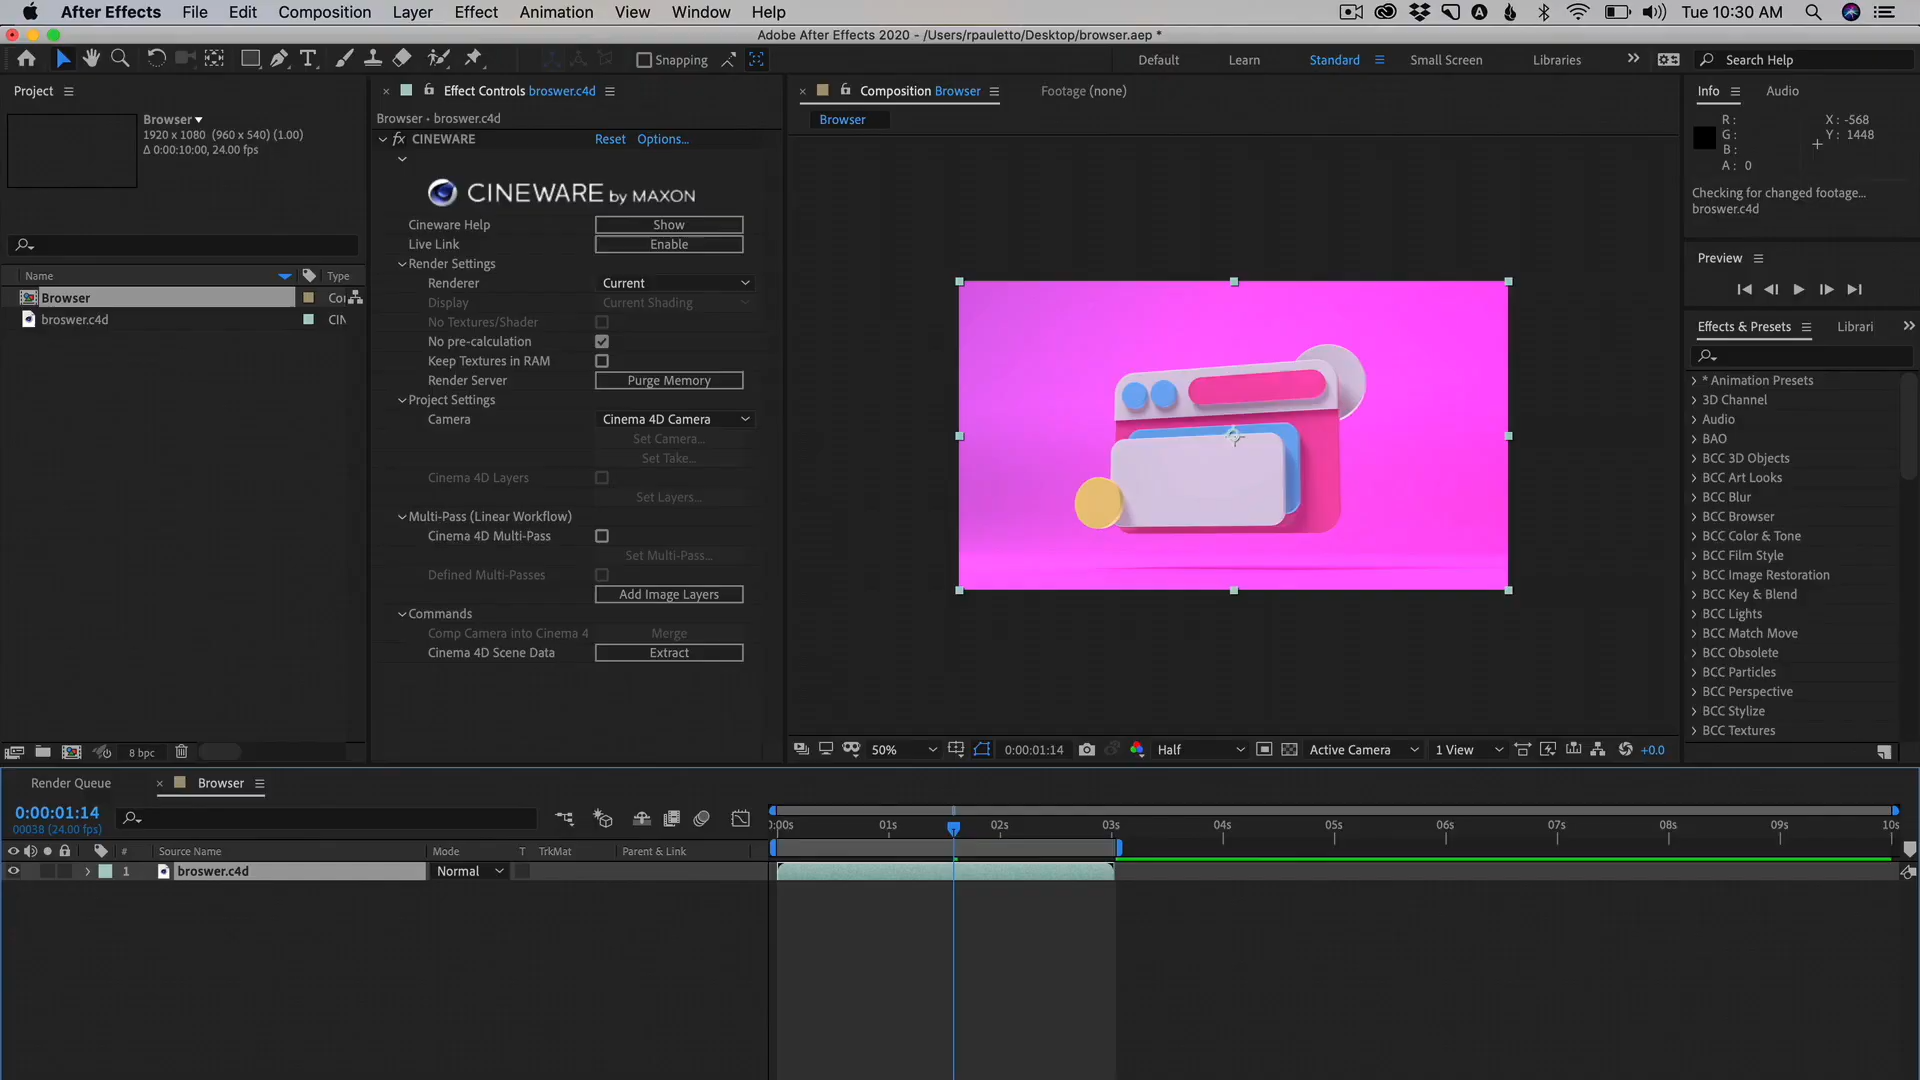 After Effects File Edit Composition Layer Effect Animation View Window Help Tue 10:30 AM
Adobe After Effects 2020 - /Users/rpauletto/Desktop/browser.aep *
Snapping Default Learn Standard Small Screen Libraries Search Help
Project
Browser
1920 x 1080 (960 x 540) (1.00)
Δ 0:00:10:00, 24.00 fps
Name Type
Browser Co
broswer.c4d CIN
8 bpc
Effect Controls broswer.c4d
Browser • broswer.c4d
fx CINEWARE Reset Options...
CINEWARE by MAXON
Cineware Help Show
Live Link Enable
Render Settings
Renderer Current
Display Current Shading
No Textures/Shader
No pre-calculation
Keep Textures in RAM
Render Server Purge Memory
Project Settings
Camera Cinema 4D Camera
Set Camera...
Set Take...
Cinema 4D Layers
Set Layers...
Multi-Pass (Linear Workflow)
Cinema 4D Multi-Pass
Set Multi-Pass...
Defined Multi-Passes
Add Image Layers
Commands
Comp Camera into Cinema 4 Merge
Cinema 4D Scene Data Extract
Composition Browser Footage (none)
Browser
50% 0:00:01:14 Half Active Camera 1 View +0.0
Info Audio
R :
G :
B :
A : 0
X : -568
Y : 1448
Checking for changed footage...
broswer.c4d
Preview
Effects & Presets Librari
* Animation Presets
3D Channel
Audio
BAO
BCC 3D Objects
BCC Art Looks
BCC Blur
BCC Browser
BCC Color & Tone
BCC Film Style
BCC Image Restoration
BCC Key & Blend
BCC Lights
BCC Match Move
BCC Obsolete
BCC Particles
BCC Perspective
BCC Stylize
BCC Textures
Render Queue Browser
0:00:01:14
00038 (24.00 fps)
:00s 01s 02s 03s 04s 05s 06s 07s 08s 09s 10s
# Source Name Mode T TrkMat Parent & Link
1 broswer.c4d Normal